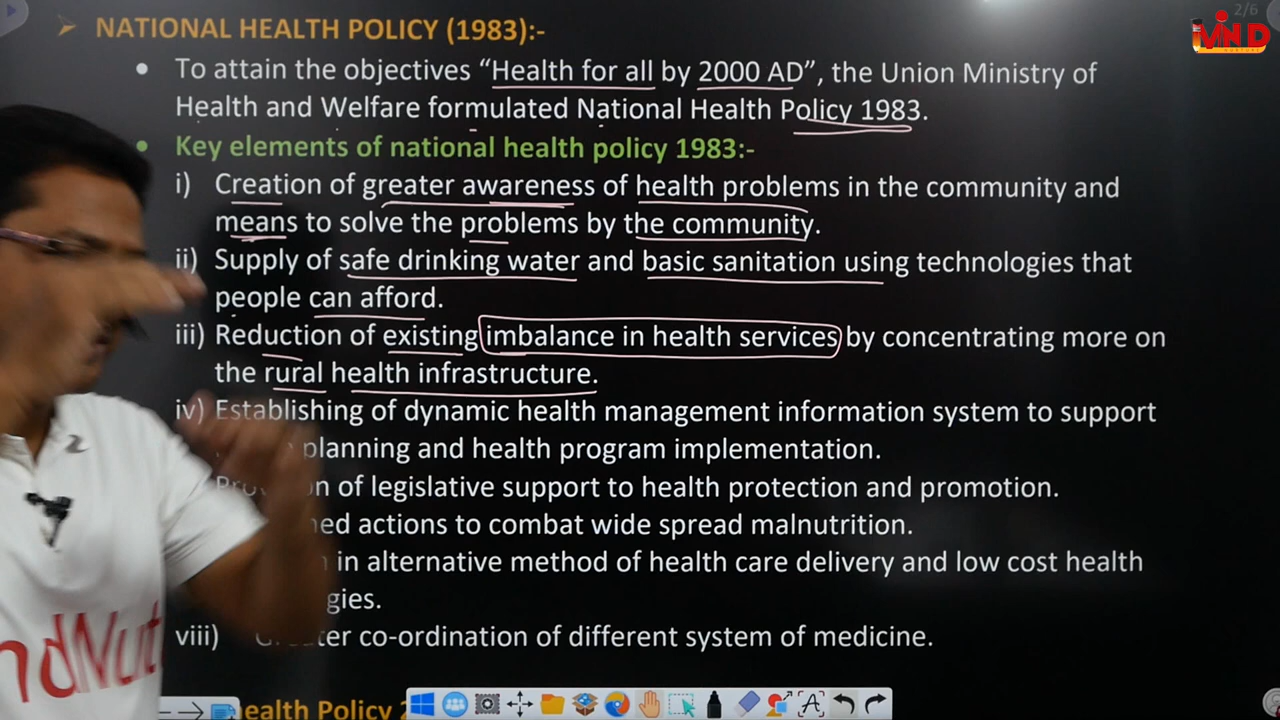 2/6
MIND
➤ NATIONAL HEALTH POLICY (1983):-
• To attain the objectives “Health for all by 2000 AD”, the Union Ministry of
Health and Welfare formulated National Health Policy 1983.
• Key elements of national health policy 1983:-
i) Creation of greater awareness of health problems in the community and
means to solve the problems by the community.
ii) Supply of safe drinking water and basic sanitation using technologies that
people can afford.
iii) Reduction of existing imbalance in health services by concentrating more on
the rural health infrastructure.
iv) Establishing of dynamic health management information system to support
planning and health program implementation.
of legislative support to health protection and promotion.
actions to combat wide spread malnutrition.
in alternative method of health care delivery and low cost health
viii) co-ordination of different system of medicine.
Policy